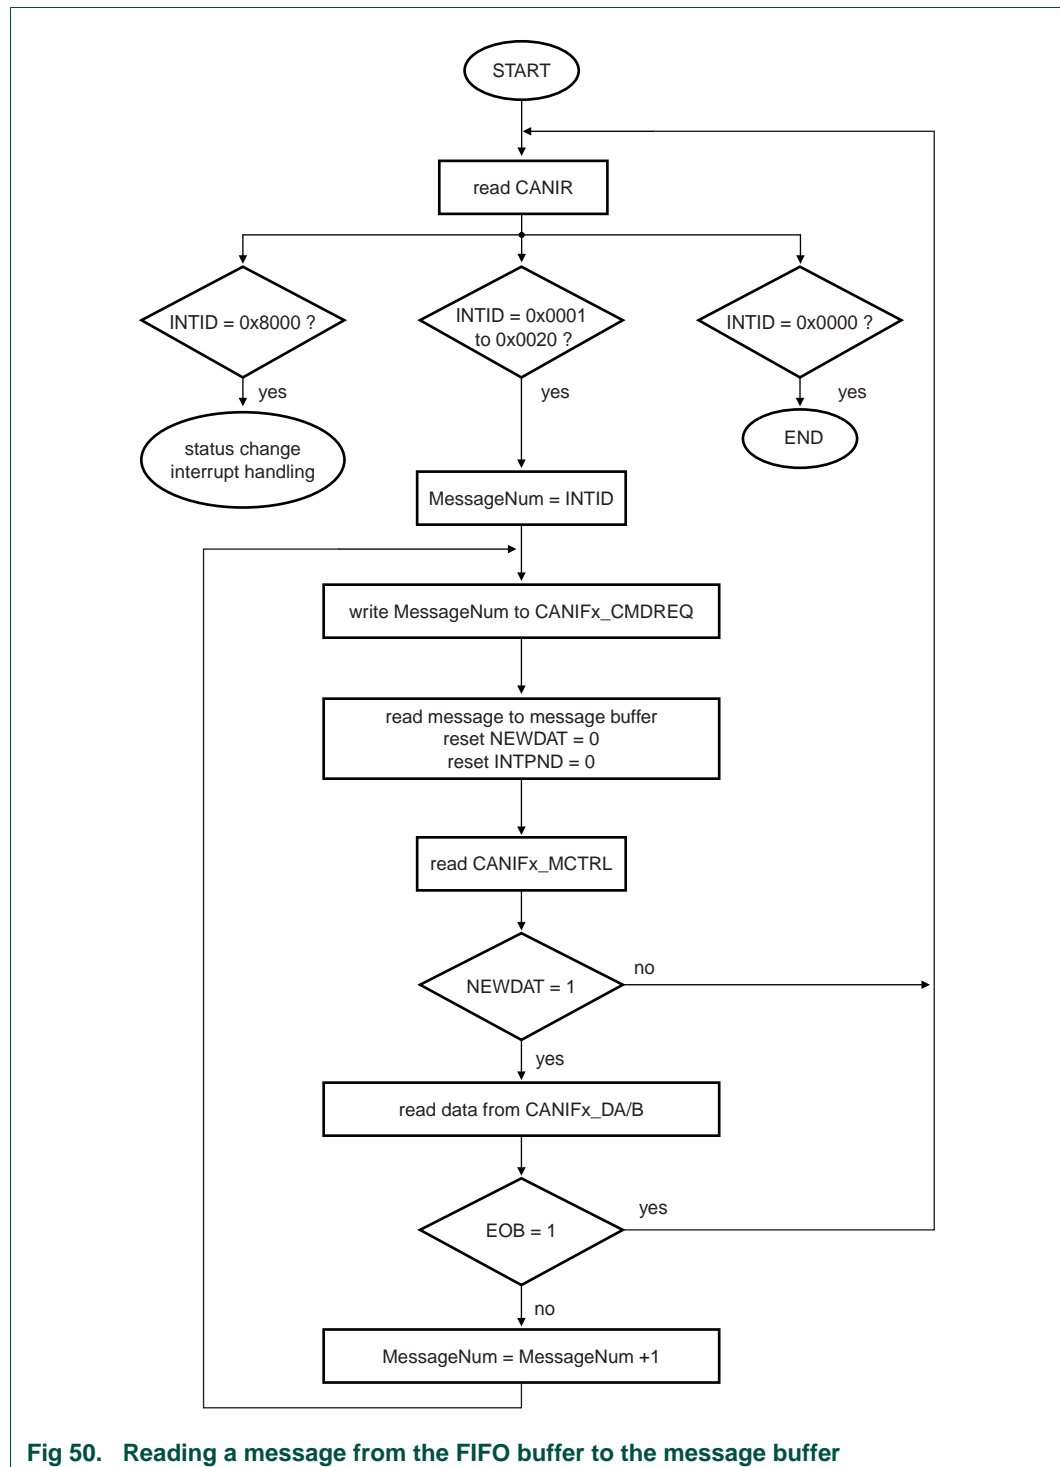 START
read CANIR
INTID = 0x8000 ?
INTID = 0x0001
to 0x0020 ?
INTID = 0x0000 ?
yes
yes
yes
status change
interrupt handling
END
MessageNum = INTID
write MessageNum to CANIFx_CMDREQ
read message to message buffer
reset NEWDAT = 0
reset INTPND = 0
read CANIFx_MCTRL
NEWDAT = 1
no
yes
read data from CANIFx_DA/B
EOB = 1
yes
no
MessageNum = MessageNum +1
Fig 50. Reading a message from the FIFO buffer to the message buffer